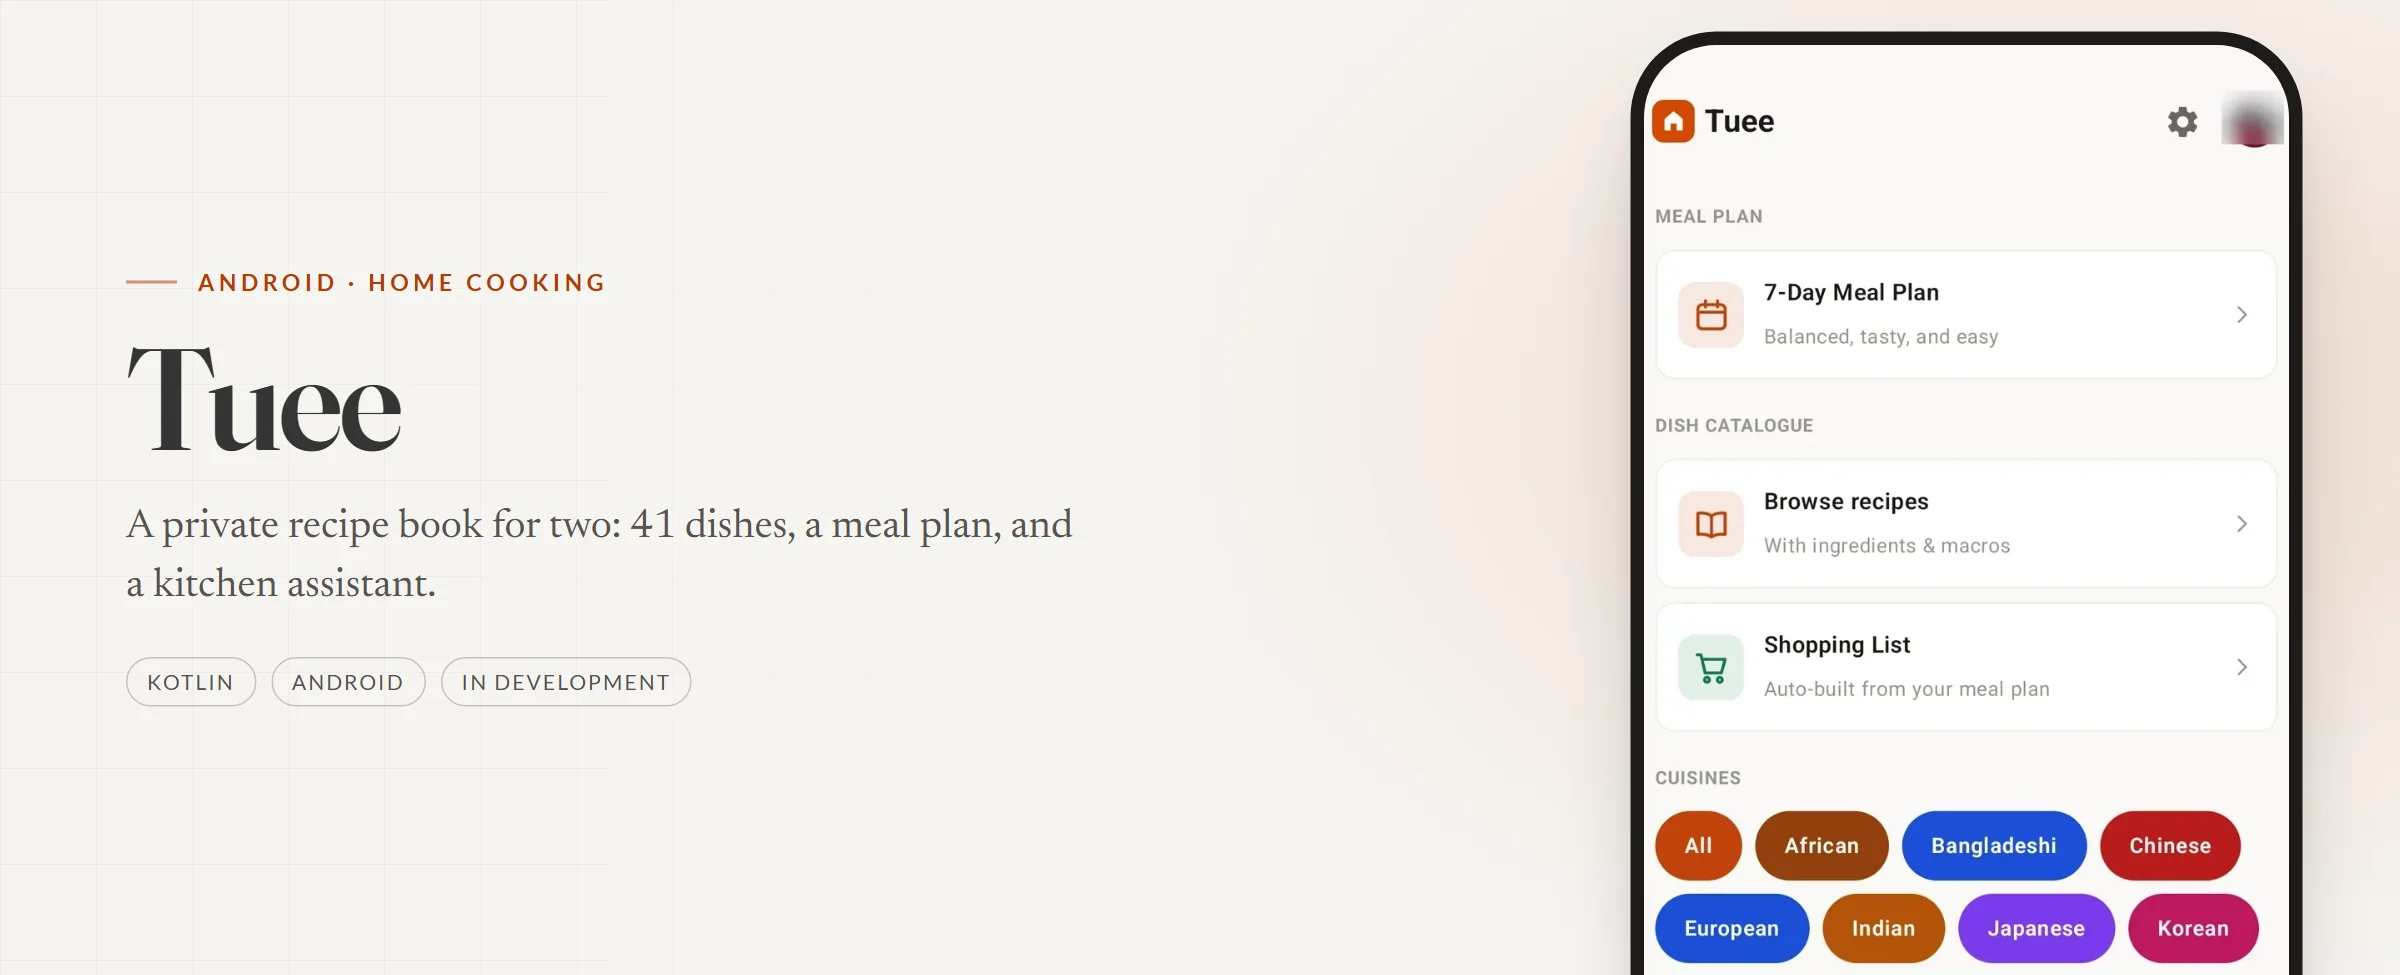 ANDROID · HOME COOKING
Tuee
A private recipe book for two: 41 dishes, a meal plan, and
a kitchen assistant.
KOTLIN ANDROID IN DEVELOPMENT
Tuee
MEAL PLAN
7-Day Meal Plan
Balanced, tasty, and easy
DISH CATALOGUE
Browse recipes
With ingredients & macros
Shopping List
Auto-built from your meal plan
CUISINES
All African Bangladeshi Chinese
European Indian Japanese Korean